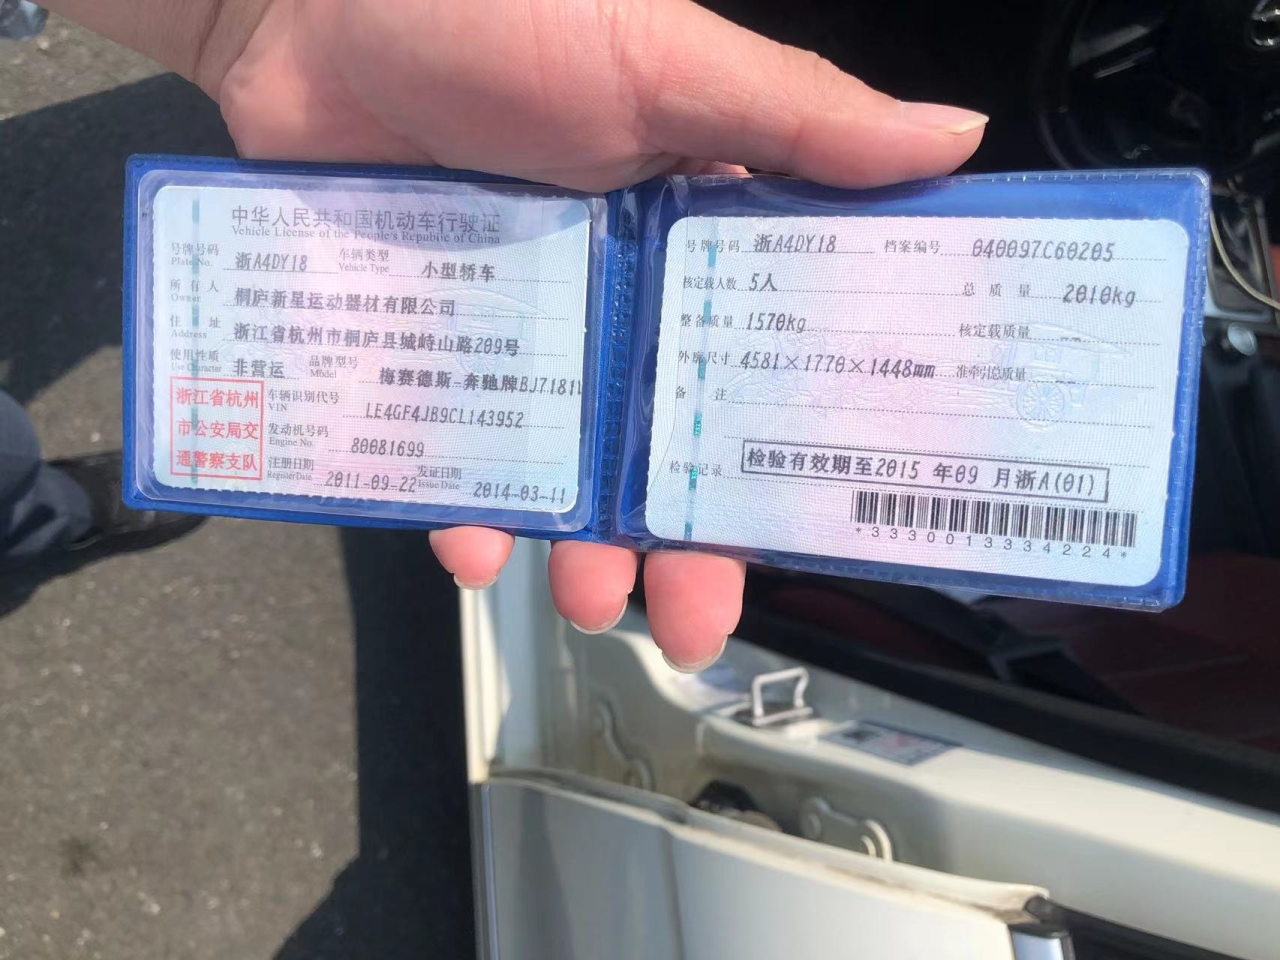 中华人民共和国机动车行驶证
Vehicle License of the People's Republic of China
号牌号码 浙A4DY18 车辆类型 小型轿车
Plate No. Vehicle Type
所有人 桐庐新星运动器材有限公司
Owner
住址 浙江省杭州市桐庐县城峙山路209号
Address
使用性质 非营运 品牌型号 梅赛德斯-奔驰牌BJ7181V
Use Character Model
浙江省杭州
市公安局交
通警察支队
车辆识别代号 LE4GF4JB9CL143952
VIN
发动机号码 80081699
Engine No.
注册日期 2011-09-22 发证日期 2014-03-11
Register Date Issue Date
号牌号码 浙A4DY18 档案编号 040097C60205
核定载人数 5人 总质量 2010kg
整备质量 1570kg 核定载质量 --
外廓尺寸 4581×1770×1448mm 准牵引总质量 --
备注
检验记录 检验有效期至2015年09月浙A(01)
*3330013334224*